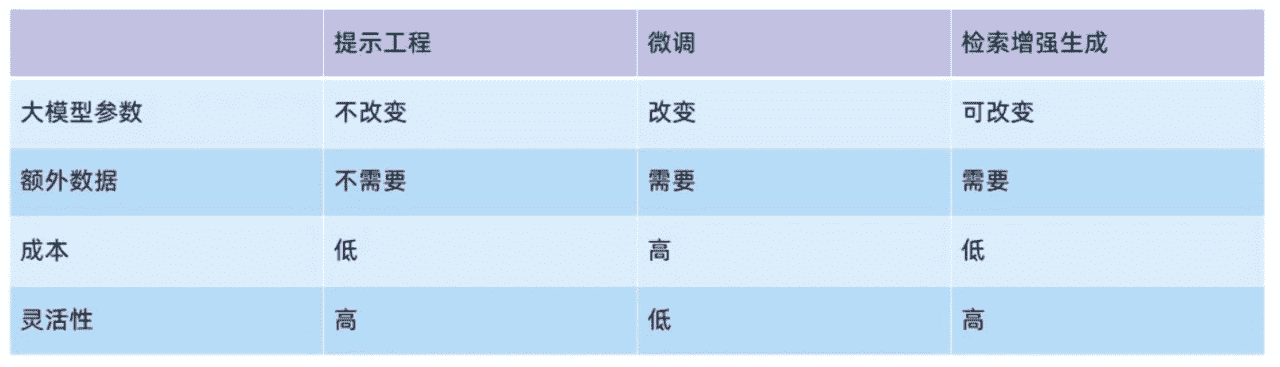 提示工程 微调 检索增强生成
大模型参数 不改变 改变 可改变
额外数据 不需要 需要 需要
成本 低 高 低
灵活性 高 低 高